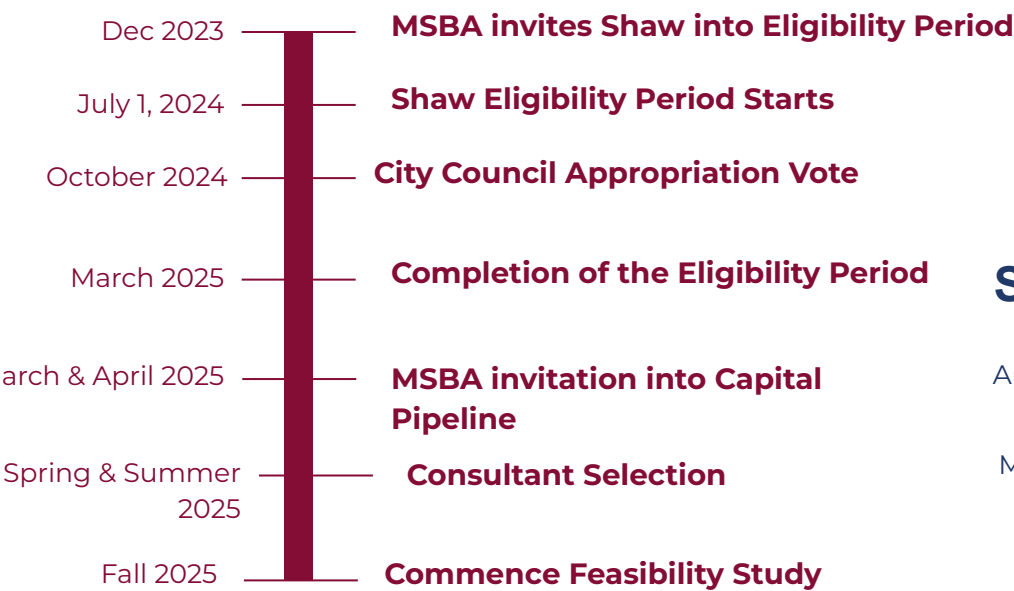 Dec 2023
MSBA invites Shaw into Eligibility Period
July 1, 2024
Shaw Eligibility Period Starts
October 2024
City Council Appropriation Vote
March 2025
Completion of the Eligibility Period
arch & April 2025
MSBA invitation into Capital
Pipeline
Spring & Summer
2025
Consultant Selection
Fall 2025
Commence Feasibility Study
S
A
M